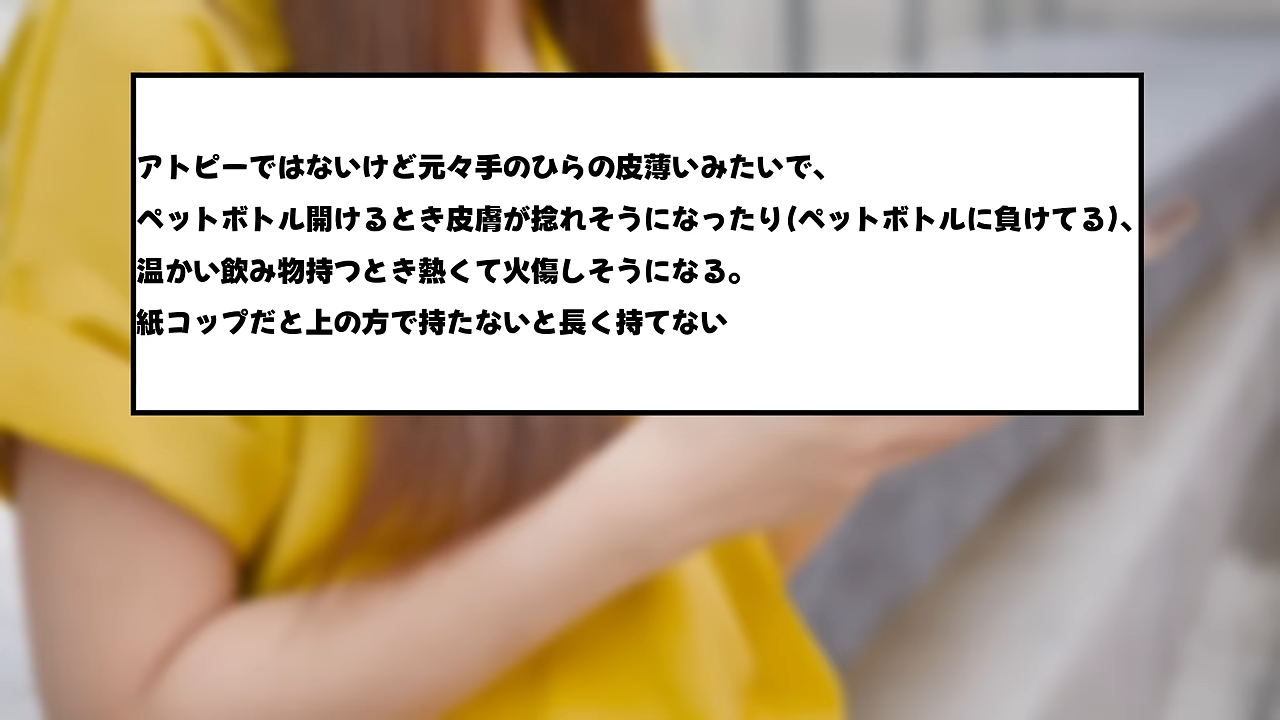 アトピーではないけど元々手のひらの皮薄いみたいで、
ペットボトル開けるとき皮膚が捻れそうになったり(ペットボトルに負けてる)、
温かい飲み物持つとき熱くて火傷しそうになる。
紙コップだと上の方で持たないと長く持てない